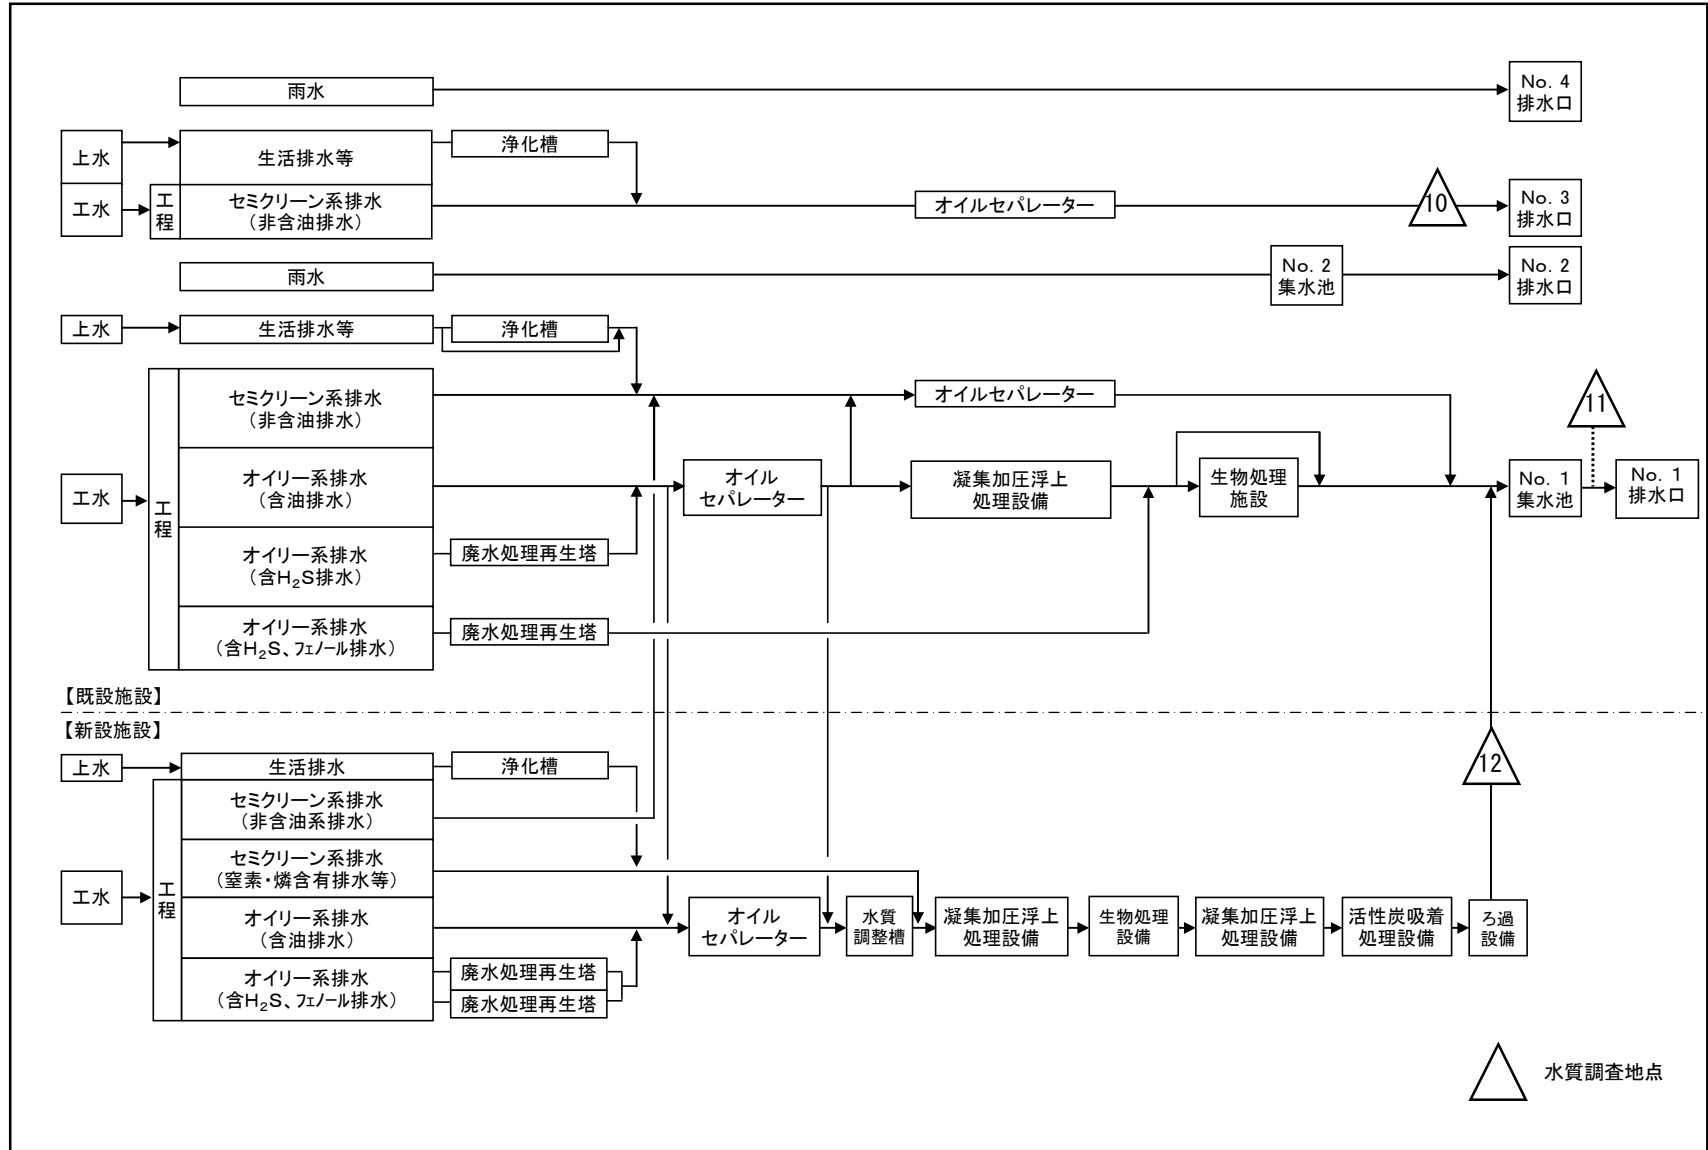 雨水
No. 4
排水口
上水
生活排水等
浄化槽
工水
工程
セミクリーン系排水
(非含油排水)
オイルセパレーター
10
No. 3
排水口
雨水
No. 2
集水池
No. 2
排水口
上水
生活排水等
浄化槽
工水
工程
セミクリーン系排水
(非含油排水)
オイルセパレーター
11
オイリー系排水
(含油排水)
オイル
セパレーター
凝集加圧浮上
処理設備
生物処理
施設
No. 1
集水池
No. 1
排水口
オイリー系排水
(含H₂S排水)
廃水処理再生塔
オイリー系排水
(含H₂S、フェノール排水)
廃水処理再生塔
【既設施設】
【新設施設】
上水
生活排水
浄化槽
12
工水
工程
セミクリーン系排水
(非含油系排水)
セミクリーン系排水
(窒素・燐含有排水等)
オイリー系排水
(含油排水)
オイル
セパレーター
水質
調整槽
凝集加圧浮上
処理設備
生物処理
設備
凝集加圧浮上
処理設備
活性炭吸着
処理設備
ろ過
設備
オイリー系排水
(含H₂S、フェノール排水)
廃水処理再生塔
廃水処理再生塔
水質調査地点